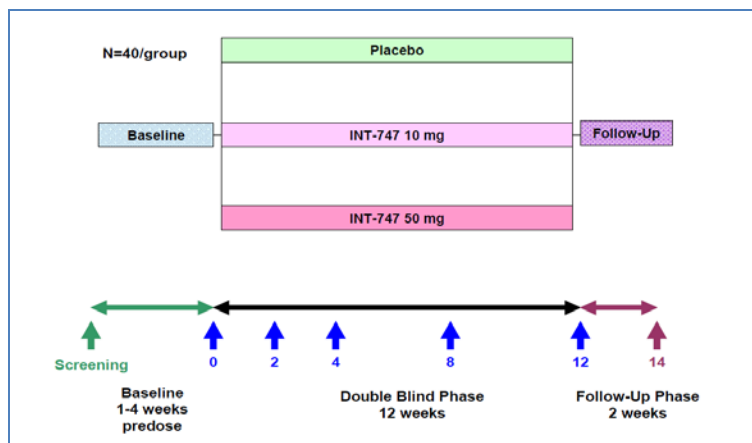 N=40/group
Placebo
Baseline
INT-747 10 mg
Follow-Up
INT-747 50 mg
Screening
0
2
4
8
12
14
Baseline
1-4 weeks
predose
Double Blind Phase
12 weeks
Follow-Up Phase
2 weeks